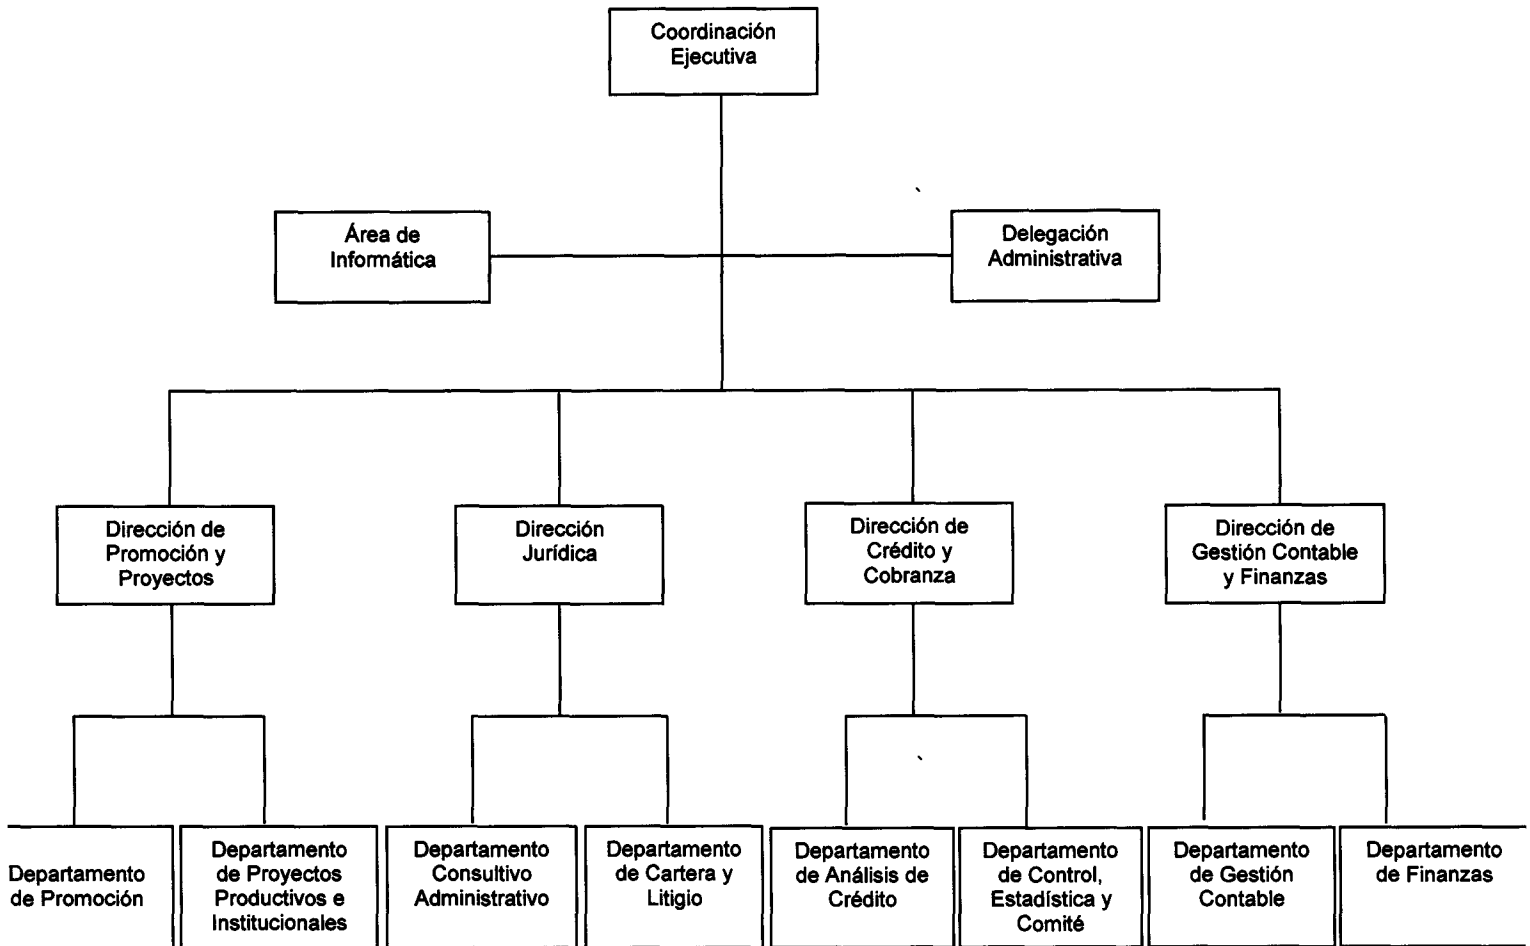 Coordinación
Ejecutiva
Área de
Informática
Delegación
Administrativa
Dirección de
Promoción y
Proyectos
Dirección
Jurídica
Dirección de
Crédito y
Cobranza
Dirección de
Gestión Contable
y Finanzas
Departamento
de Promoción
Departamento
de Proyectos
Productivos e
Institucionales
Departamento
Consultivo
Administrativo
Departamento
de Cartera y
Litigio
Departamento
de Análisis de
Crédito
Departamento
de Control,
Estadística y
Comité
Departamento
de Gestión
Contable
Departamento
de Finanzas